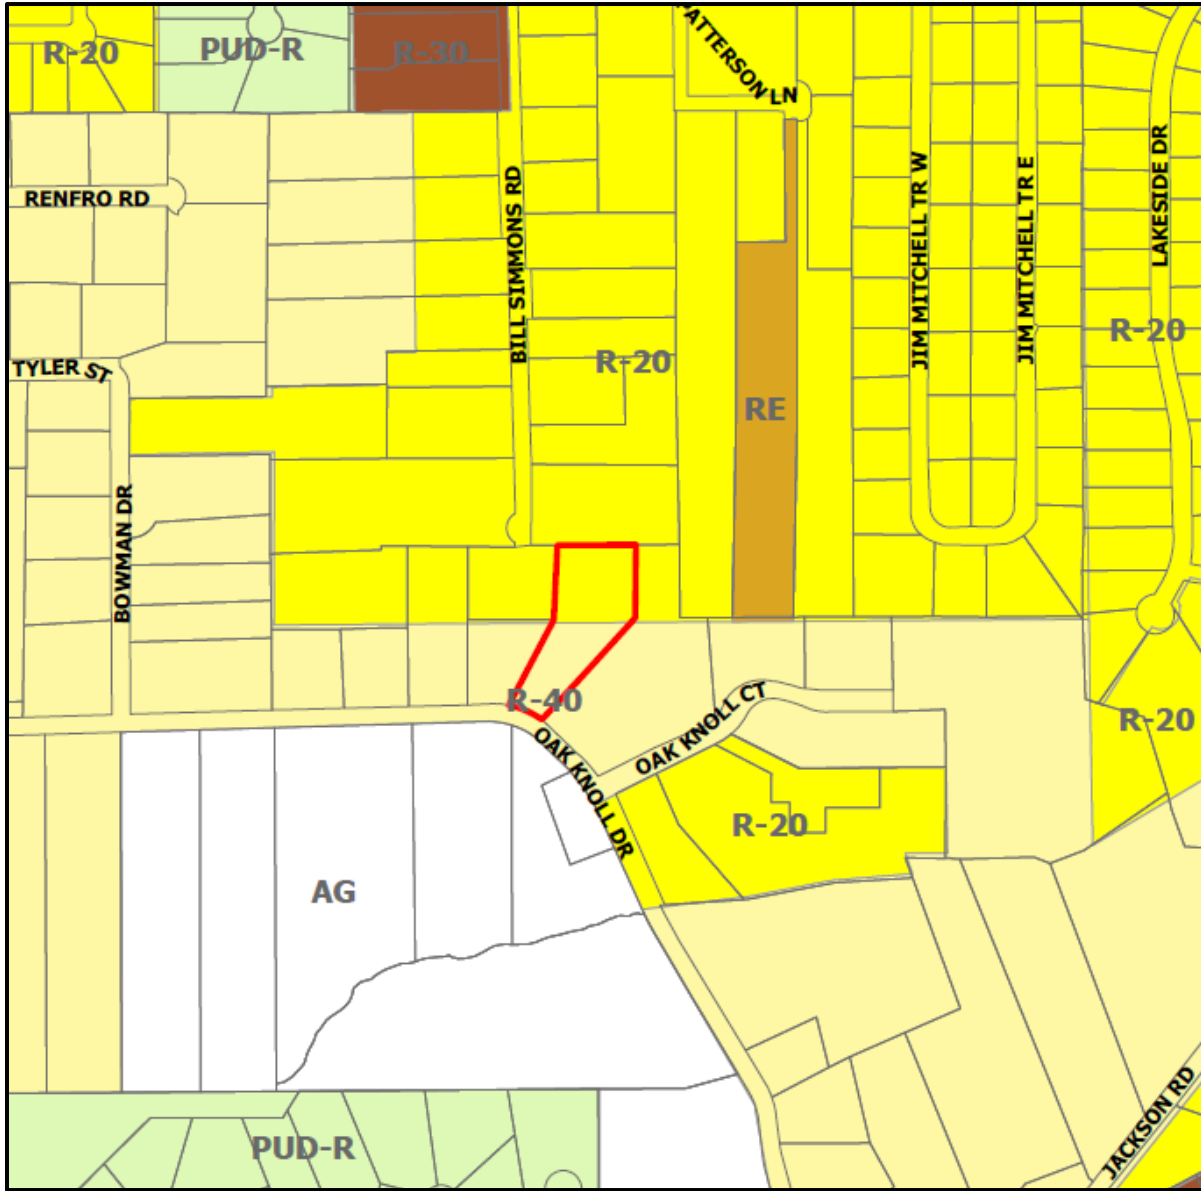 PATTERSON LN
R-20
PUD-R
R-30
RENFRO RD
BILL SIMMONS RD
JIM MITCHELL TR W
JIM MITCHELL TR E
LAKESIDE DR
R-20
R-20
TYLER ST
RE
BOWMAN DR
R-40
OAK KNOLL CT
OAK KNOLL DR
R-20
R-20
AG
PUD-R
JACKSON RD